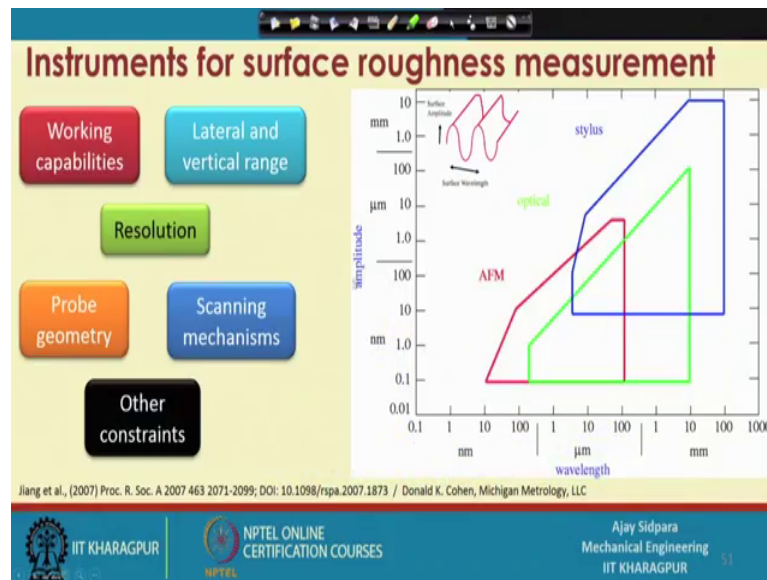 Instruments for surface roughness measurement
Working
capabilities
Lateral and
vertical range
Resolution
Probe
geometry
Scanning
mechanisms
Other
constraints
Surface
Amplitude
Surface Wavelength
stylus
optical
AFM
amplitude
mm
μm
nm
10
1.0
100
10
1.0
100
10
1.0
0.1
0.01
0.1 1 10 100 1 10 100 1 10 100 1000
nm μm mm
wavelength
Jiang et al., (2007) Proc. R. Soc. A 2007 463 2071-2099; DOI: 10.1098/rspa.2007.1873 / Donald K. Cohen, Michigan Metrology, LLC
IIT KHARAGPUR
NPTEL
NPTEL ONLINE
CERTIFICATION COURSES
Ajay Sidpara
Mechanical Engineering
IIT KHARAGPUR
51